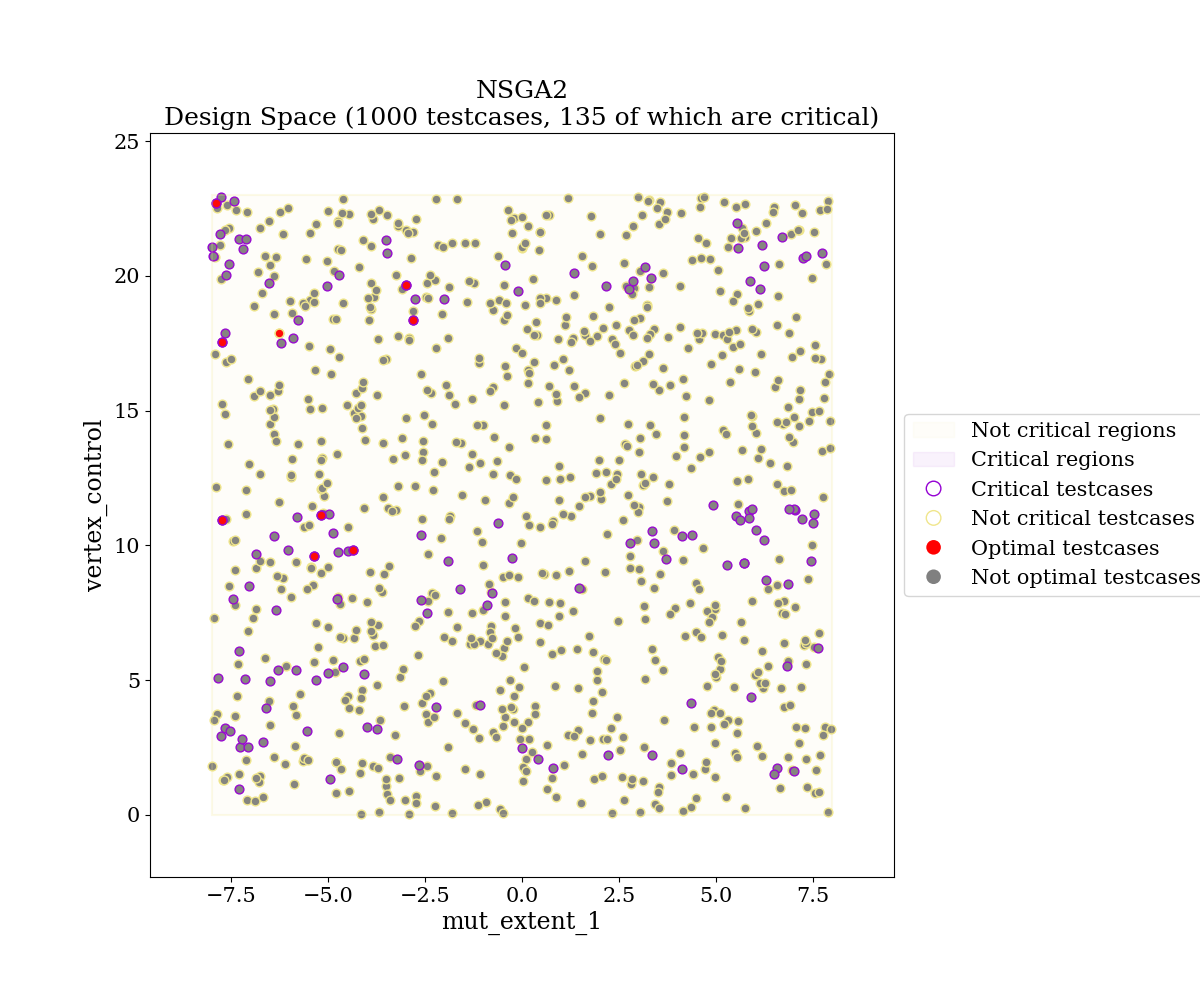 NSGA2
Design Space (1000 testcases, 135 of which are critical)
25
20
15
10
5
0
vertex_control
−7.5 −5.0 −2.5 0.0 2.5 5.0 7.5
mut_extent_1
Not critical regions
Critical regions
Critical testcases
Not critical testcases
Optimal testcases
Not optimal testcases